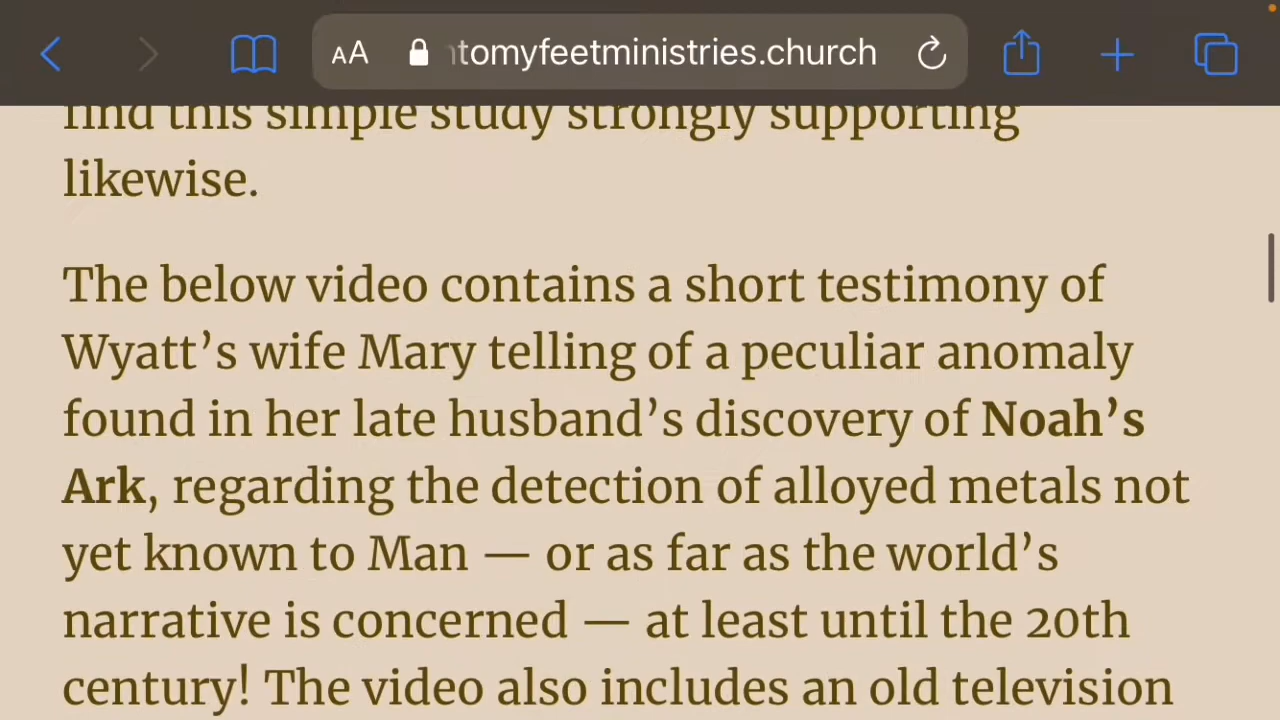 AA ntomyfeetministries.church
find this simple study strongly supporting
likewise.
The below video contains a short testimony of
Wyatt’s wife Mary telling of a peculiar anomaly
found in her late husband’s discovery of Noah’s
Ark, regarding the detection of alloyed metals not
yet known to Man — or as far as the world’s
narrative is concerned — at least until the 20th
century! The video also includes an old television